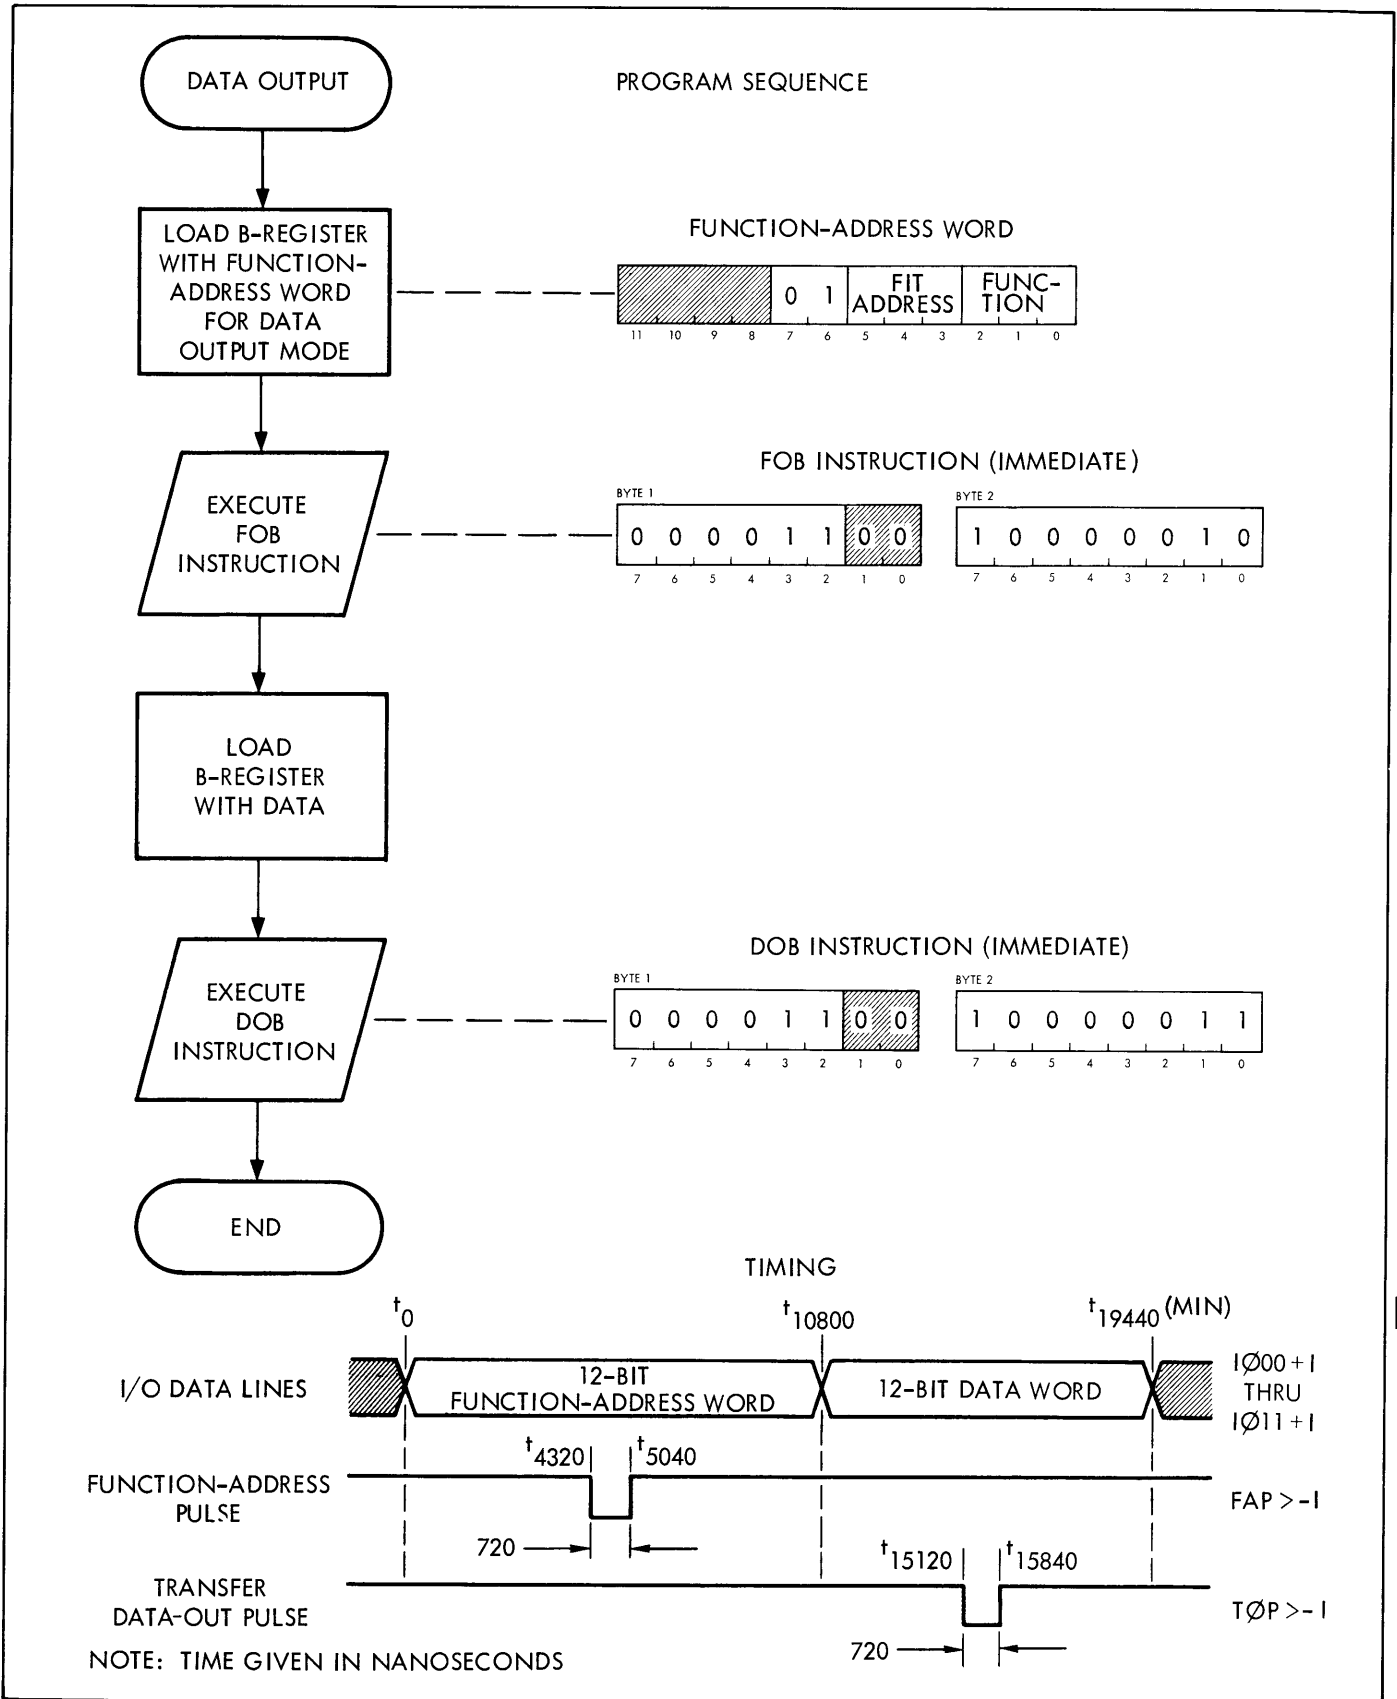 DATA OUTPUT
PROGRAM SEQUENCE
LOAD B-REGISTER
WITH FUNCTION-
ADDRESS WORD
FOR DATA
OUTPUT MODE
FUNCTION-ADDRESS WORD
0 1 FIT ADDRESS FUNC-TION
11 10 9 8 7 6 5 4 3 2 1 0
EXECUTE
FOB
INSTRUCTION
FOB INSTRUCTION (IMMEDIATE)
BYTE 1
0 0 0 0 1 1 0 0
7 6 5 4 3 2 1 0
BYTE 2
1 0 0 0 0 0 1 0
7 6 5 4 3 2 1 0
LOAD
B-REGISTER
WITH DATA
EXECUTE
DOB
INSTRUCTION
DOB INSTRUCTION (IMMEDIATE)
BYTE 1
0 0 0 0 1 1 0 0
7 6 5 4 3 2 1 0
BYTE 2
1 0 0 0 0 0 1 1
7 6 5 4 3 2 1 0
END
TIMING
t0 t10800 t19440 (MIN)
I/O DATA LINES
12-BIT
FUNCTION-ADDRESS WORD
12-BIT DATA WORD
IØ00+I
THRU
IØ11+I
t4320 t5040
FUNCTION-ADDRESS
PULSE
FAP>-I
720
t15120 t15840
TRANSFER
DATA-OUT PULSE
TØP>-I
720
NOTE: TIME GIVEN IN NANOSECONDS